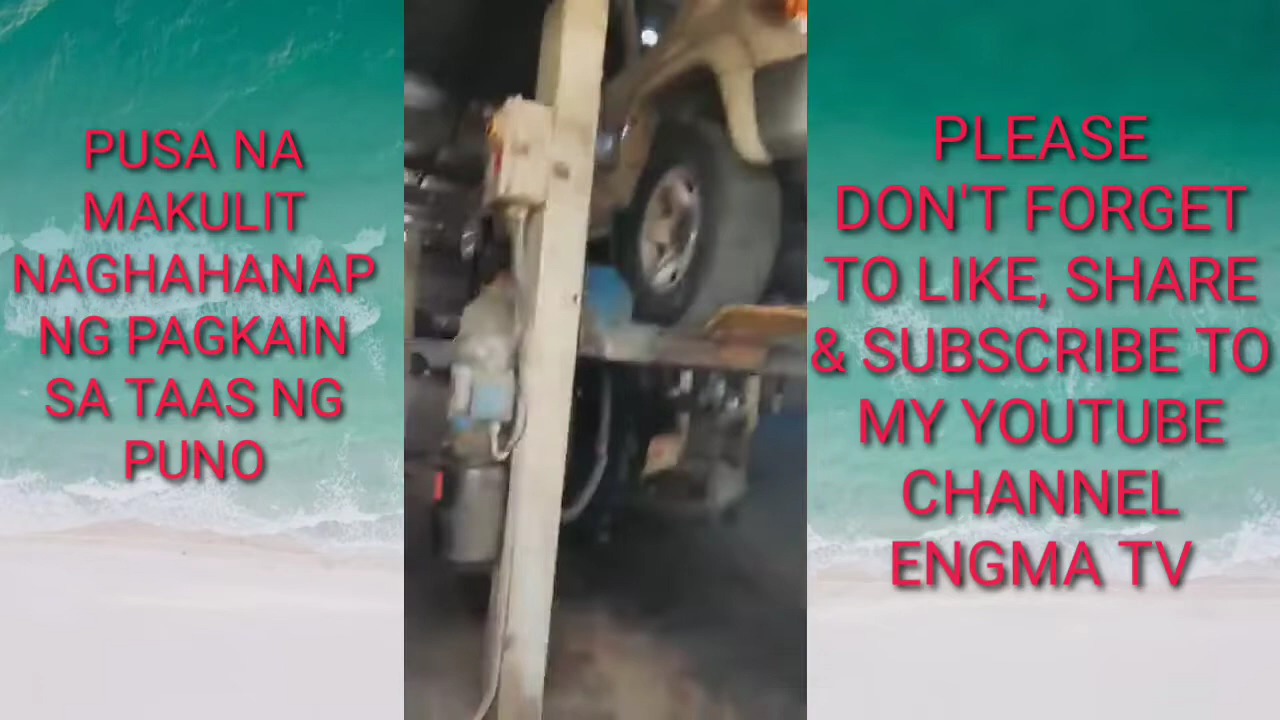 PUSA NA
MAKULIT
NAGHAHANAP
NG PAGKAIN
SA TAAS NG
PUNO
PLEASE
DON'T FORGET
TO LIKE, SHARE
& SUBSCRIBE TO
MY YOUTUBE
CHANNEL
ENGMA TV